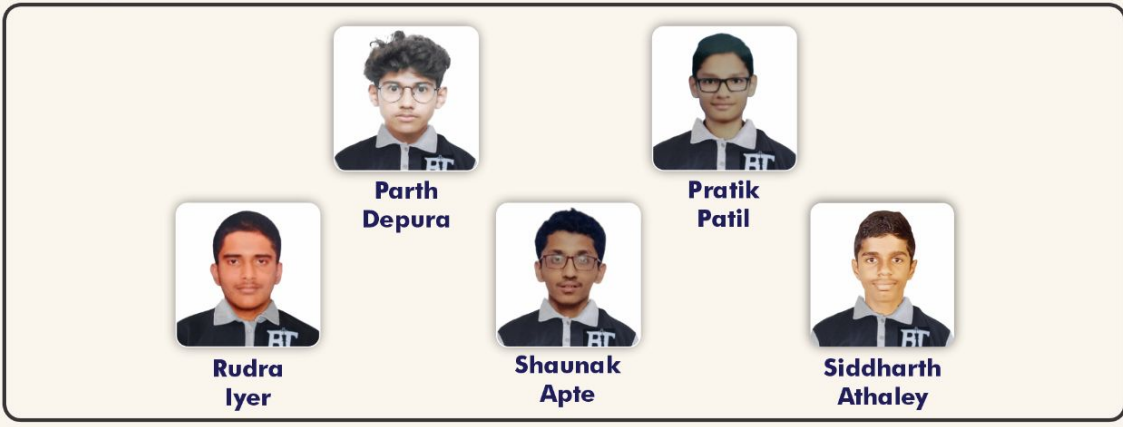 Parth
Depura
Pratik
Patil
Rudra
Iyer
Shaunak
Apte
Siddharth
Athaley